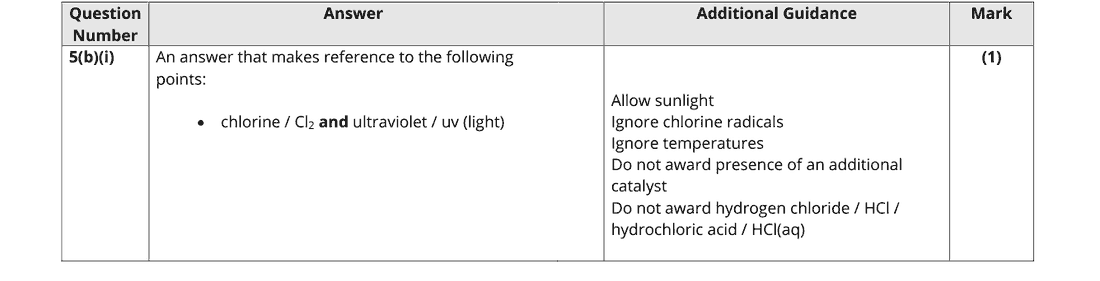 Question Number Answer Additional Guidance Mark
5(b)(i) An answer that makes reference to the following (1)
points:
• chlorine / Cl₂ and ultraviolet / uv (light)
Allow sunlight
Ignore chlorine radicals
Ignore temperatures
Do not award presence of an additional
catalyst
Do not award hydrogen chloride / HCl /
hydrochloric acid / HCl(aq)